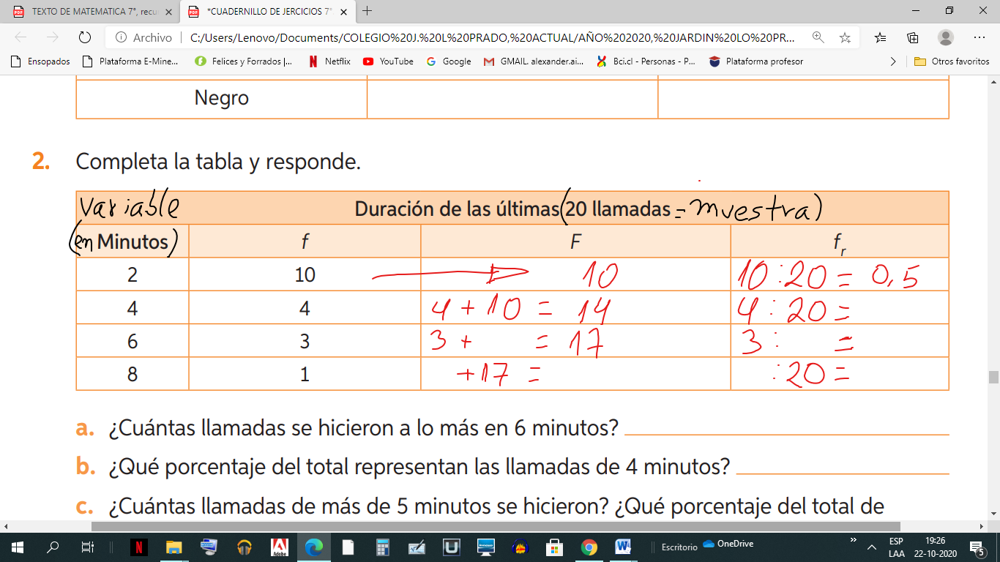 TEXTO DE MATEMATICA 7°, recu
*CUADERNILLO DE JERCICIOS 7°
Archivo C:/Users/Lenovo/Documents/COLEGIO%20J.%20L%20PRADO,%20ACTUAL/AÑO%202020,%20JARDIN%20LO%20PR...
Ensopados Plataforma E-Mine... Felices y Forrados |... Netflix YouTube Google GMAIL. alexander.ai... Bci.cl - Personas - P... Plataforma profesor Otros favoritos
Negro
2. Completa la tabla y responde.
Variable Duración de las últimas (20 llamadas = muestra)
(en Minutos) f F fr
2 10 10 10 : 20 = 0,5
4 4 4 + 10 = 14 4 : 20 =
6 3 3 + = 17 3 : =
8 1 + 17 = : 20 =
a. ¿Cuántas llamadas se hicieron a lo más en 6 minutos?
b. ¿Qué porcentaje del total representan las llamadas de 4 minutos?
c. ¿Cuántas llamadas de más de 5 minutos se hicieron? ¿Qué porcentaje del total de
Adobe Escritorio » OneDrive ESP 19:26
LAA 22-10-2020 5